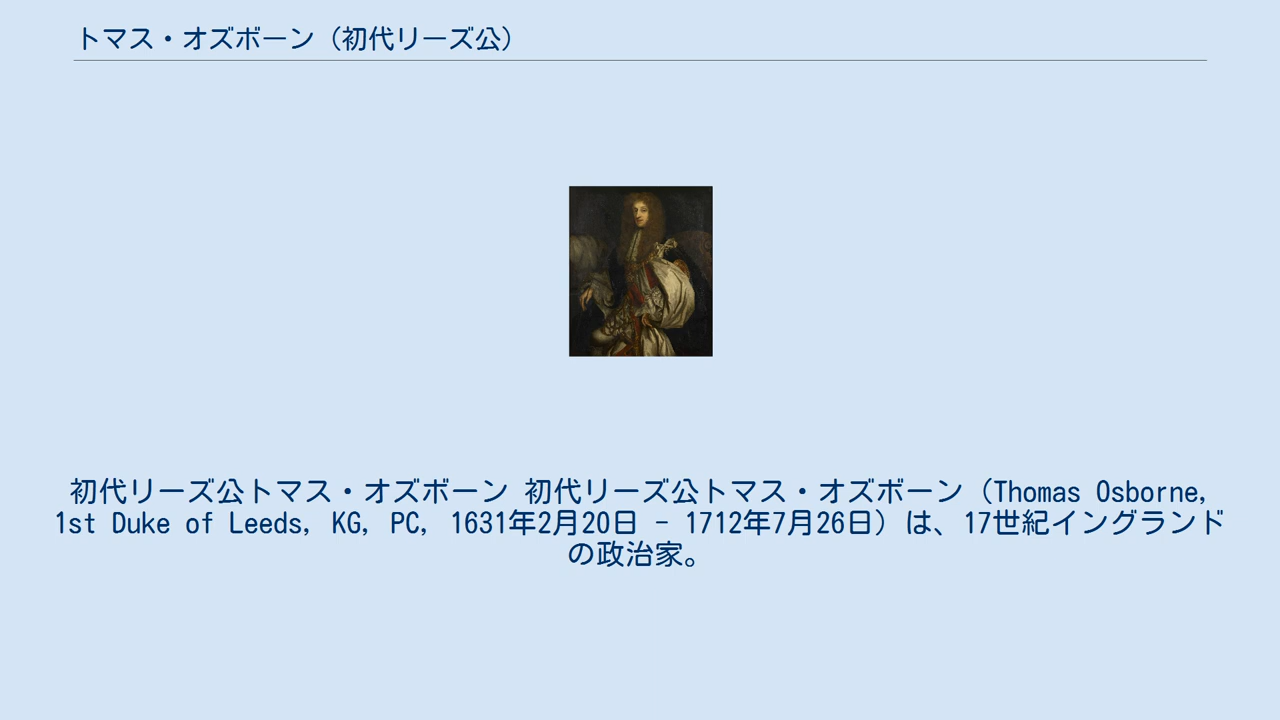 トマス・オズボーン（初代リーズ公）
初代リーズ公トマス・オズボーン 初代リーズ公トマス・オズボーン（Thomas Osborne,
1st Duke of Leeds, KG, PC, 1631年2月20日 - 1712年7月26日）は、17世紀イングランド
の政治家。